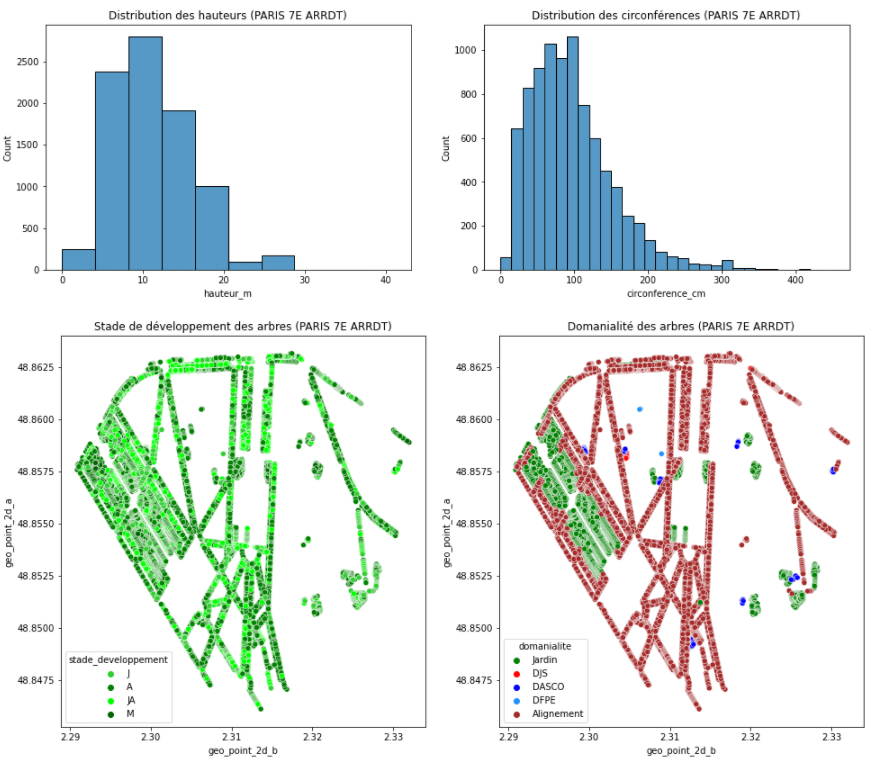 Distribution des hauteurs (PARIS 7E ARRDT)
Count
2500
2000
1500
1000
500
0
0 10 20 30 40
hauteur_m
Distribution des circonférences (PARIS 7E ARRDT)
Count
1000
800
600
400
200
0
0 100 200 300 400
circonference_cm
Stade de développement des arbres (PARIS 7E ARRDT)
geo_point_2d_a
48.8625
48.8600
48.8575
48.8550
48.8525
48.8500
48.8475
stade_developpement
J
A
JA
M
2.29 2.30 2.31 2.32 2.33
geo_point_2d_b
Domanialité des arbres (PARIS 7E ARRDT)
geo_point_2d_a
48.8625
48.8600
48.8575
48.8550
48.8525
48.8500
48.8475
domanialite
Jardin
DJS
DASCO
DFPE
Alignement
2.29 2.30 2.31 2.32 2.33
geo_point_2d_b